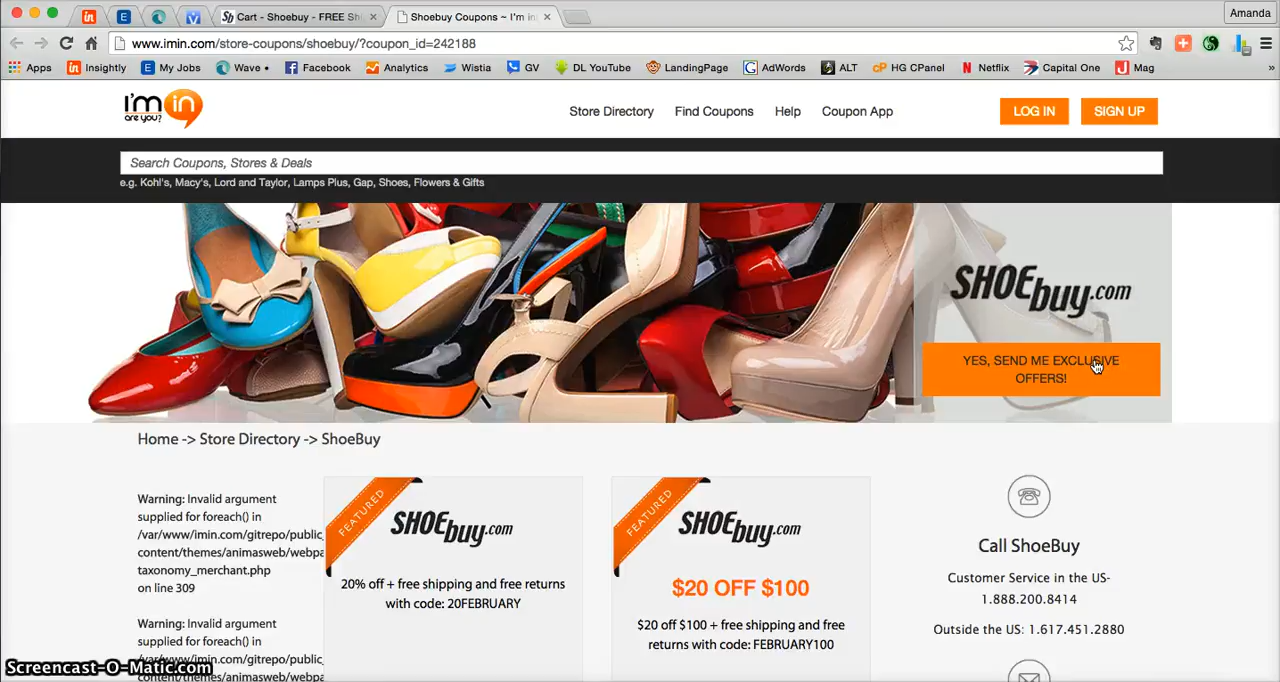 Cart - Shoebuy - FREE Sh
Shoebuy Coupons ~ I'm in
Amanda
www.imin.com/store-coupons/shoebuy/?coupon_id=242188
Apps
Insightly
My Jobs
Wave •
Facebook
Analytics
Wistia
GV
DL YouTube
LandingPage
AdWords
ALT
HG CPanel
Netflix
Capital One
Mag
»
I'm in
are you?
Store Directory
Find Coupons
Help
Coupon App
LOG IN
SIGN UP
Search Coupons, Stores & Deals
e.g. Kohl's, Macy's, Lord and Taylor, Lamps Plus, Gap, Shoes, Flowers & Gifts
SHOEbuy.com
YES, SEND ME EXCLUSIVE
OFFERS!
Home -> Store Directory -> ShoeBuy
Warning: Invalid argument
supplied for foreach() in
/var/www/imin.com/gitrepo/public_
content/themes/animasweb/webpa
taxonomy_merchant.php
on line 309
Warning: Invalid argument
supplied for foreach() in
/var/www/imin.com/gitrepo/public_
content/themes/animasweb/webpa
FEATURED
SHOEbuy.com
20% off + free shipping and free returns
with code: 20FEBRUARY
FEATURED
SHOEbuy.com
$20 OFF $100
$20 off $100 + free shipping and free
returns with code: FEBRUARY100
Call ShoeBuy
Customer Service in the US-
1.888.200.8414
Outside the US: 1.617.451.2880
Screencast-O-Matic.com